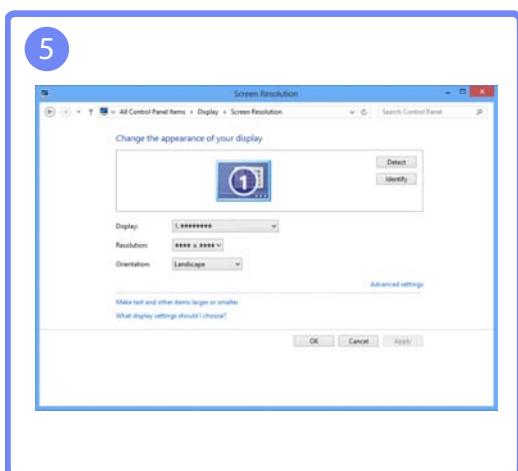 5
Screen Resolution
« All Control Panel Items › Display › Screen Resolution
Search Control Panel
Change the appearance of your display
1
Detect
Identify
Display: 1. ********
Resolution: **** x ****
Orientation: Landscape
Advanced settings
Make text and other items larger or smaller
What display settings should I choose?
OK Cancel Apply